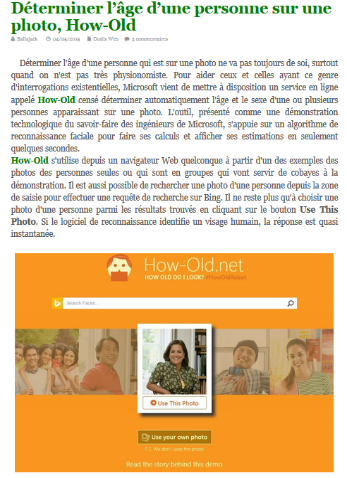 Déterminer l'âge d'une personne sur une
photo, How-Old
Outils Web
Déterminer l'âge d'une personne qui est sur une photo ne va pas toujours de soi, surtout
quand on n'est pas très physionomiste. Pour aider ceux et celles ayant ce genre
d'interrogations existentielles, Microsoft vient de mettre à disposition un service en ligne
appelé How-Old censé déterminer automatiquement l'âge et le sexe d'une ou plusieurs
personnes apparaissant sur une photo. L'outil, présenté comme une démonstration
technologique du savoir-faire des ingénieurs de Microsoft, s'appuie sur un algorithme de
reconnaissance faciale pour faire ses calculs et afficher ses estimations en seulement
quelques secondes.
How-Old s'utilise depuis un navigateur Web quelconque à partir d'un des exemples des
photos des personnes seules ou qui sont en groupes qui vont servir de cobayes à la
démonstration. Il est aussi possible de rechercher une photo d'une personne depuis la zone
de saisie pour effectuer une requête de recherche sur Bing. Il ne reste plus qu'à choisir une
photo d'une personne parmi les résultats trouvés en cliquant sur le bouton Use This
Photo. Si le logiciel de reconnaissance identifie un visage humain, la réponse est quasi
instantanée.
How-Old.net
HOW OLD DO I LOOK? #HowOldRobot
Search Faces...
Use This Photo
Use your own photo
Read the story behind this demo